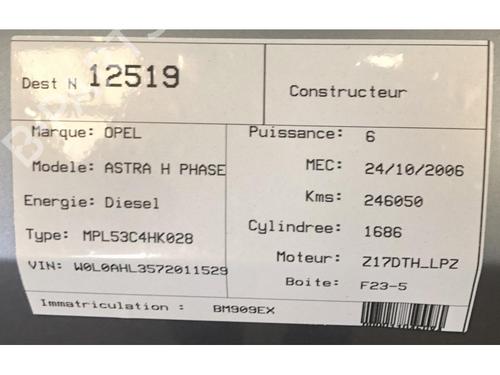 Dest N 12519
Constructeur
Marque: OPEL
Modele: ASTRA H PHASE
Energie: Diesel
Type: MPL53C4HK028
VIN: W0L0AHL3572011529
Puissance: 6
MEC: 24/10/2006
Kms: 246050
Cylindree: 1686
Moteur: Z17DTH_LPZ
Boite: F23-5
Immatriculation : BM909EX